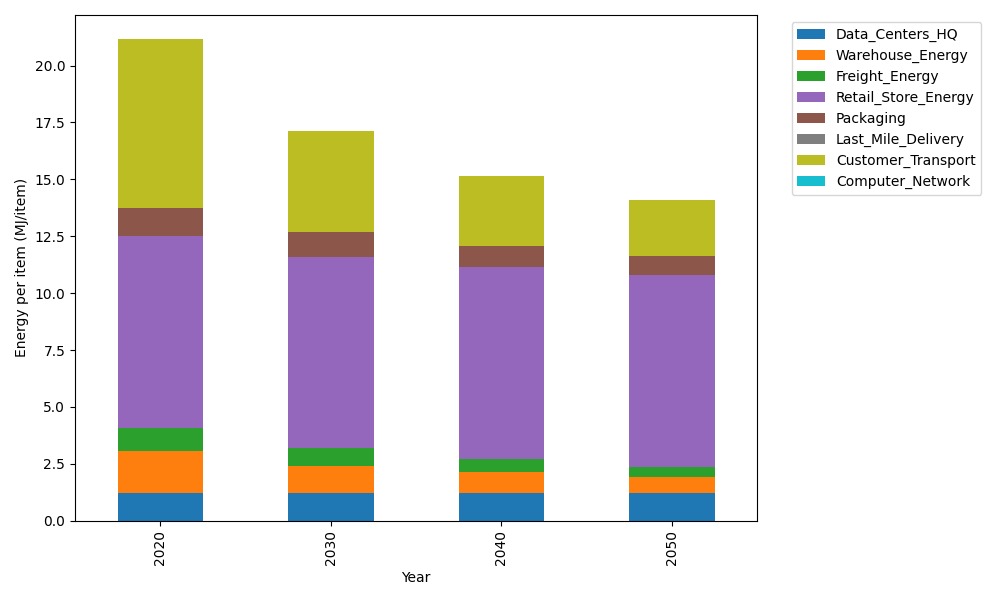 Energy per item (MJ/item)
20.0
17.5
15.0
12.5
10.0
7.5
5.0
2.5
0.0
2020
2030
2040
2050
Year
Data_Centers_HQ
Warehouse_Energy
Freight_Energy
Retail_Store_Energy
Packaging
Last_Mile_Delivery
Customer_Transport
Computer_Network